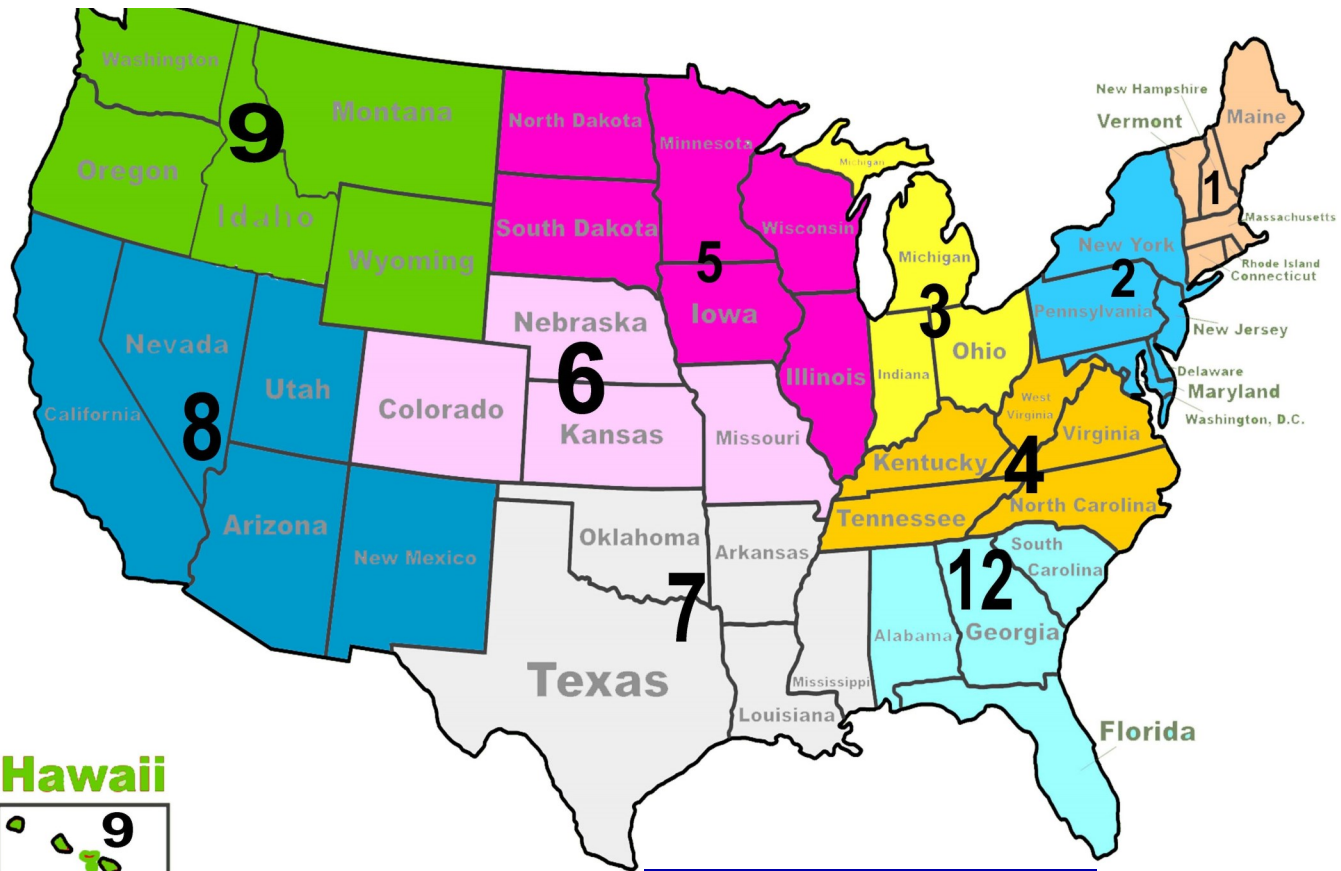 Washington
9
Montana
Oregon
Idaho
Wyoming
North Dakota
Minnesota
South Dakota
Wisconsin
5
Iowa
Illinois
Michigan
Michigan
3
Indiana
Ohio
New Hampshire
Vermont
Maine
1
Massachusetts
Rhode Island
Connecticut
New York
2
Pennsylvania
New Jersey
Delaware
Maryland
Washington, D.C.
Nevada
Utah
California
8
Arizona
New Mexico
Nebraska
6
Colorado
Kansas
Missouri
West
Virginia
Virginia
Kentucky
4
North Carolina
Tennessee
Oklahoma
Arkansas
7
Texas
Mississippi
Louisiana
South
Carolina
12
Alabama
Georgia
Florida
Hawaii
9